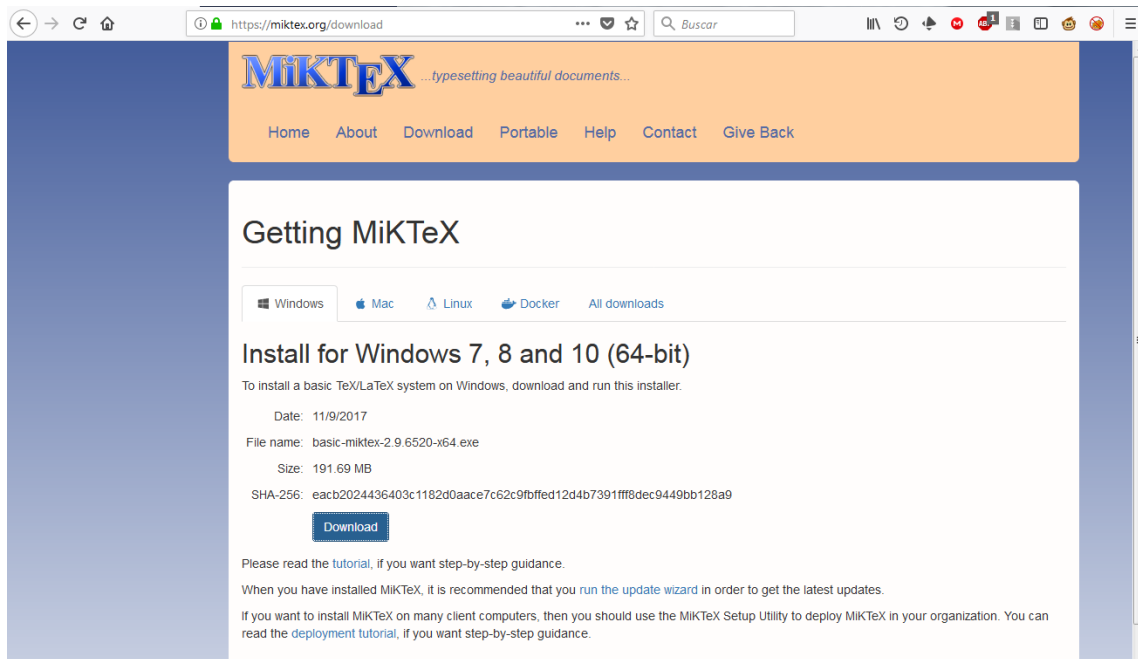 https://miktex.org/download
Buscar
1
MiKTeX ...typesetting beautiful documents...
Home About Download Portable Help Contact Give Back
Getting MiKTeX
Windows Mac Linux Docker All downloads
Install for Windows 7, 8 and 10 (64-bit)
To install a basic TeX/LaTeX system on Windows, download and run this installer.
Date: 11/9/2017
File name: basic-miktex-2.9.6520-x64.exe
Size: 191.69 MB
SHA-256: eacb2024436403c1182d0aace7c62c9fbffed12d4b7391fff8dec9449bb128a9
Download
Please read the tutorial, if you want step-by-step guidance.
When you have installed MiKTeX, it is recommended that you run the update wizard in order to get the latest updates.
If you want to install MiKTeX on many client computers, then you should use the MiKTeX Setup Utility to deploy MiKTeX in your organization. You can
read the deployment tutorial, if you want step-by-step guidance.